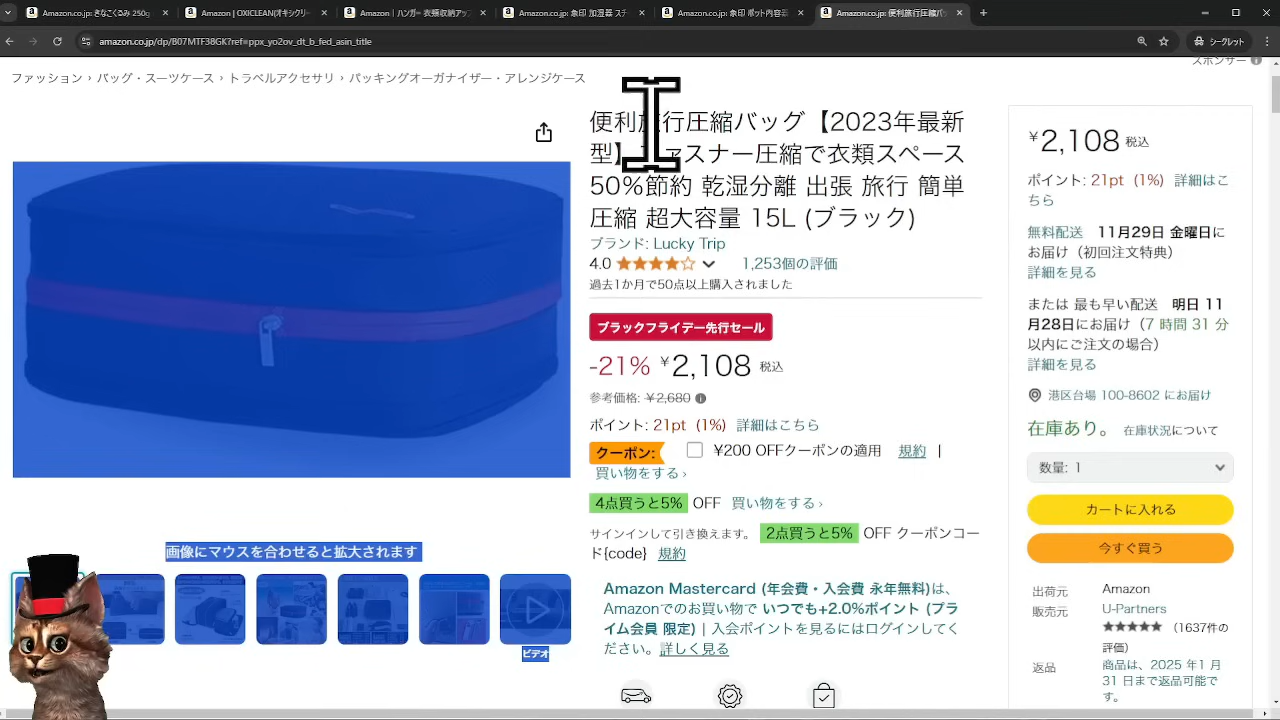 Amazon.co.jp: きなこくみ 250g
Amazon | OXICLEAN(オキシクリー
Amazon | ハンガー 衣類収納アッ
Amazon.co.jp: 象印 加湿器 スチ
Amazon.co.jp: 象印 ポット内容器
Amazon.co.jp: 便利旅行圧縮バッ
amazon.co.jp/dp/B07MTF38GK?ref=ppx_yo2ov_dt_b_fed_asin_title
シークレット
スポンサー
ファッション › バッグ・スーツケース › トラベルアクセサリ › パッキングオーガナイザー・アレンジケース
便利旅行圧縮バッグ【2023年最新
型】ファスナー圧縮で衣類スペース
50%節約 乾湿分離 出張 旅行 簡単
圧縮 超大容量 15L (ブラック)
ブランド: Lucky Trip
4.0 1,253個の評価
過去1か月で50点以上購入されました
ブラックフライデー先行セール
-21% ¥2,108 税込
参考価格: ¥2,680
ポイント: 21pt (1%) 詳細はこちら
クーポン: ¥200 OFFクーポンの適用 規約 |
買い物をする ›
4点買うと5% OFF 買い物をする ›
サインインして引き換えます。 2点買うと5% OFF クーポンコー
ド{code} 規約
Amazon Mastercard (年会費・入会費 永年無料)は、
Amazonでのお買い物で いつでも+2.0%ポイント (プラ
イム会員 限定) | 入会ポイントを見るにはログインしてく
ださい。詳しく見る
画像にマウスを合わせると拡大されます
ビデオ
¥2,108 税込
ポイント: 21pt (1%) 詳細はこ
ちら
無料配送 11月29日 金曜日に
お届け（初回注文特典）
詳細を見る
または 最も早い配送 明日 11
月28日にお届け（7 時間 31 分
以内にご注文の場合）
詳細を見る
港区台場 100-8602 にお届け
在庫あり。 在庫状況について
数量: 1
カートに入れる
今すぐ買う
出荷元 Amazon
販売元 U-Partners
★★★★★ （1637件の
評価）
返品 商品は、2025 年1 月
31 日まで返品可能で
す。